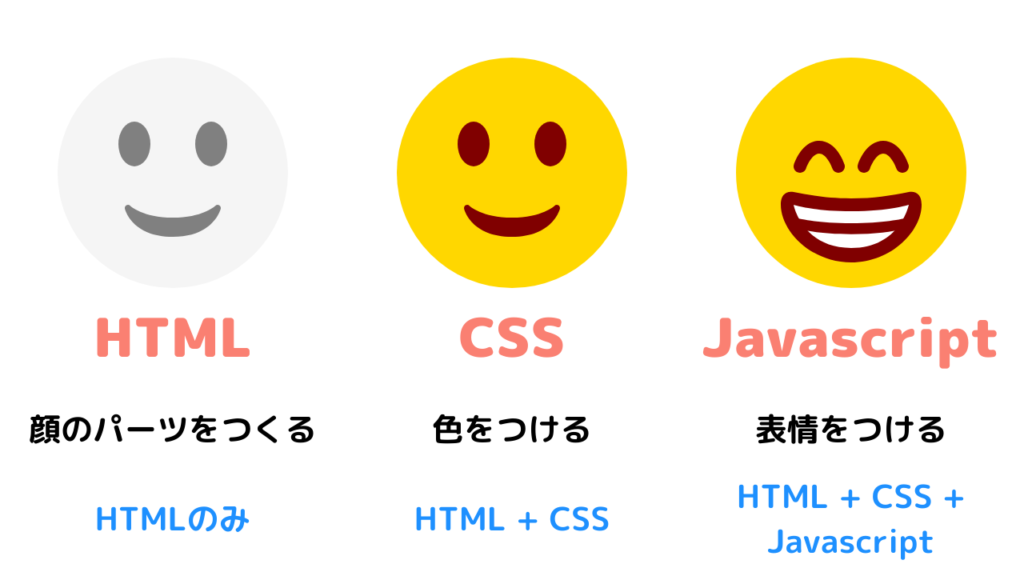 HTML
CSS
Javascript
顔のパーツをつくる
色をつける
表情をつける
HTMLのみ
HTML + CSS
HTML + CSS +
Javascript